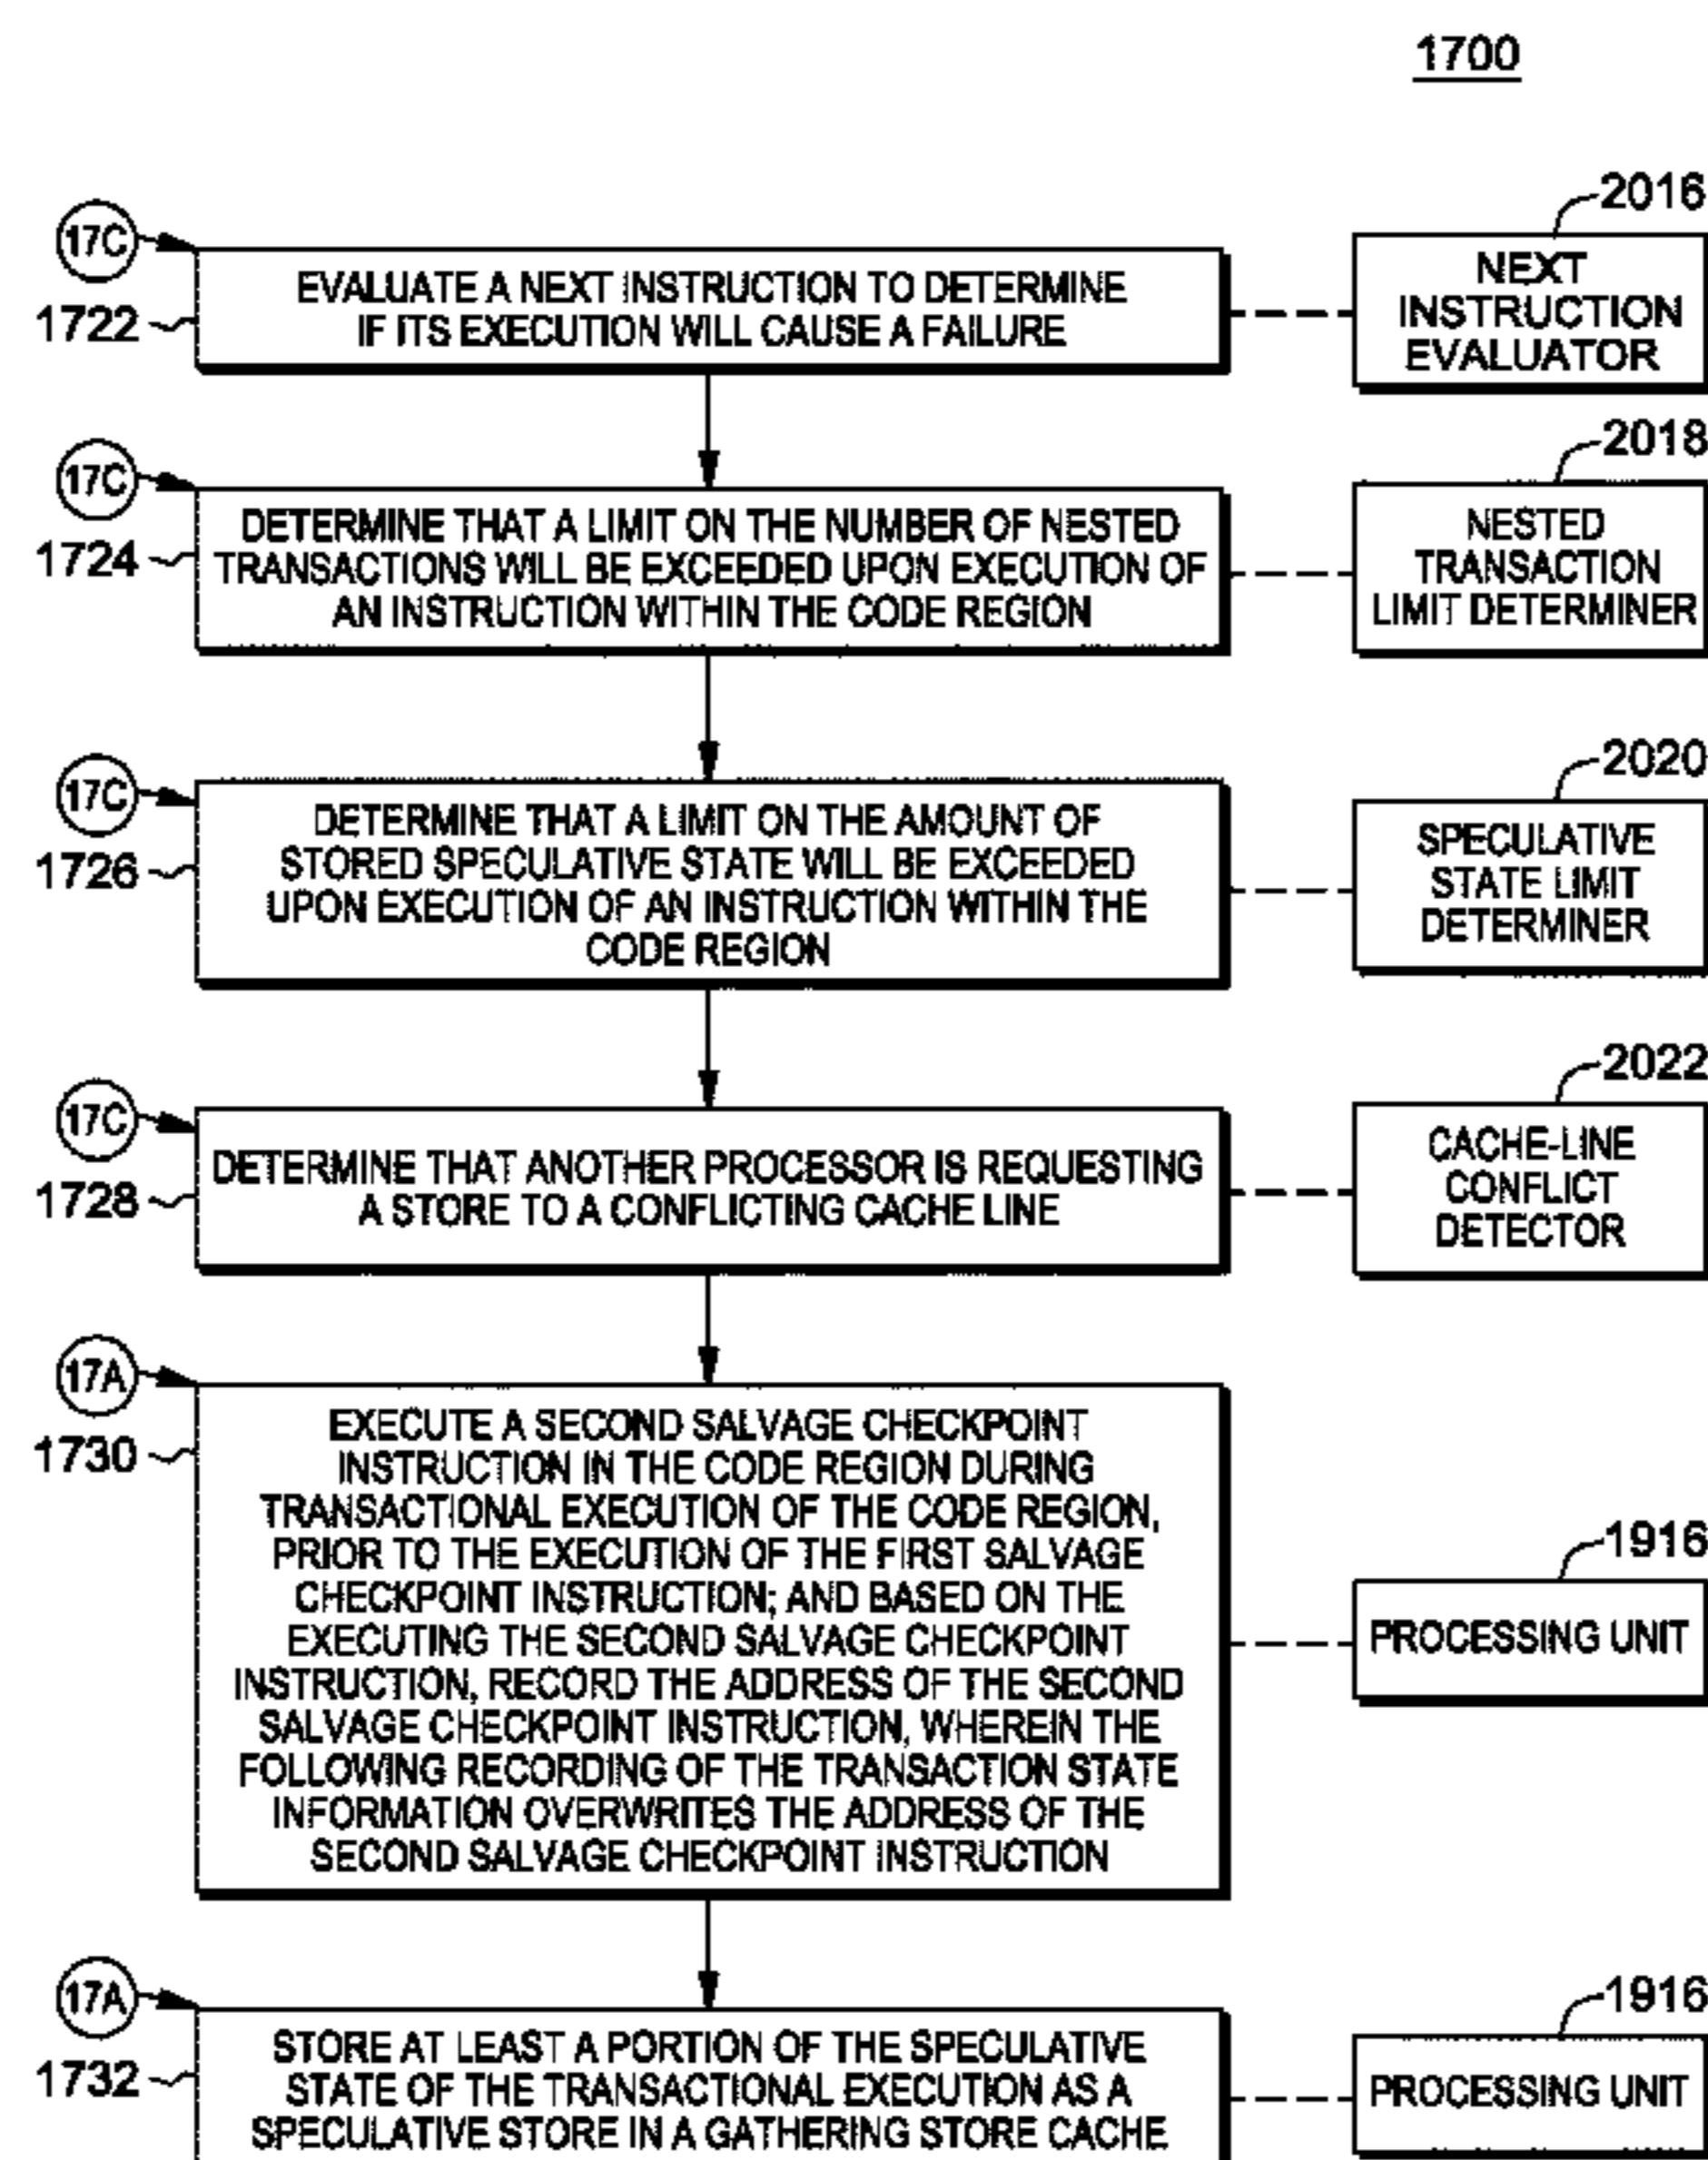 1700
17C
1722
EVALUATE A NEXT INSTRUCTION TO DETERMINE
IF ITS EXECUTION WILL CAUSE A FAILURE
2016
NEXT
INSTRUCTION
EVALUATOR
17C
1724
DETERMINE THAT A LIMIT ON THE NUMBER OF NESTED
TRANSACTIONS WILL BE EXCEEDED UPON EXECUTION OF
AN INSTRUCTION WITHIN THE CODE REGION
2018
NESTED
TRANSACTION
LIMIT DETERMINER
17C
1726
DETERMINE THAT A LIMIT ON THE AMOUNT OF
STORED SPECULATIVE STATE WILL BE EXCEEDED
UPON EXECUTION OF AN INSTRUCTION WITHIN THE
CODE REGION
2020
SPECULATIVE
STATE LIMIT
DETERMINER
17C
1728
DETERMINE THAT ANOTHER PROCESSOR IS REQUESTING
A STORE TO A CONFLICTING CACHE LINE
2022
CACHE-LINE
CONFLICT
DETECTOR
17A
1730
EXECUTE A SECOND SALVAGE CHECKPOINT
INSTRUCTION IN THE CODE REGION DURING
TRANSACTIONAL EXECUTION OF THE CODE REGION,
PRIOR TO THE EXECUTION OF THE FIRST SALVAGE
CHECKPOINT INSTRUCTION; AND BASED ON THE
EXECUTING THE SECOND SALVAGE CHECKPOINT
INSTRUCTION, RECORD THE ADDRESS OF THE SECOND
SALVAGE CHECKPOINT INSTRUCTION, WHEREIN THE
FOLLOWING RECORDING OF THE TRANSACTION STATE
INFORMATION OVERWRITES THE ADDRESS OF THE
SECOND SALVAGE CHECKPOINT INSTRUCTION
1916
PROCESSING UNIT
17A
1732
STORE AT LEAST A PORTION OF THE SPECULATIVE
STATE OF THE TRANSACTIONAL EXECUTION AS A
SPECULATIVE STORE IN A GATHERING STORE CACHE
1916
PROCESSING UNIT